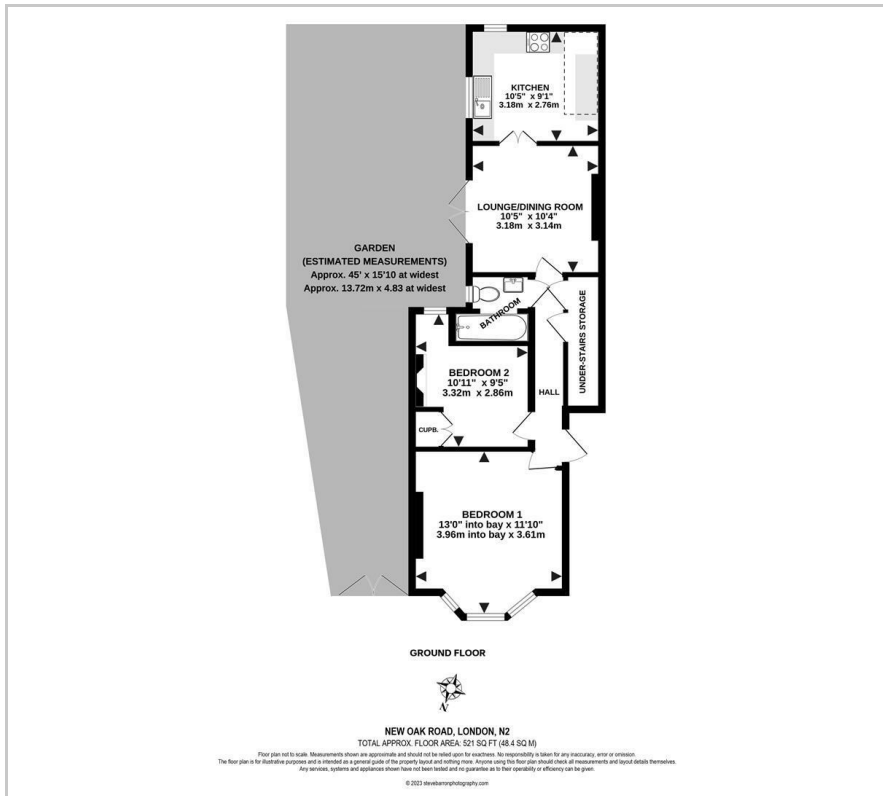 KITCHEN
10'5" x 9'1"
3.18m x 2.76m
LOUNGE/DINING ROOM
10'5" x 10'4"
3.18m x 3.14m
GARDEN
(ESTIMATED MEASUREMENTS)
Approx. 45' x 15'10 at widest
Approx. 13.72m x 4.83 at widest
BATHROOM
UNDER-STAIRS STORAGE
BEDROOM 2
10'11" x 9'5"
3.32m x 2.86m
HALL
CUPB.
BEDROOM 1
13'0" into bay x 11'10"
3.96m into bay x 3.61m
GROUND FLOOR
N
NEW OAK ROAD, LONDON, N2
TOTAL APPROX. FLOOR AREA: 521 SQ FT (48.4 SQ M)
Floor plan not to scale. Measurements shown are approximate and should not be relied upon for exactness. No responsibility is taken for any inaccuracy, error or omission.
The floor plan is for illustrative purposes and is intended as a general guide of the property layout and nothing more. Anyone using this floor plan should check all measurements and layout details themselves.
Any services, systems and appliances shown have not been tested and no guarantee as to their operability or efficiency can be given.
© 2023 stevebarronphotography.com